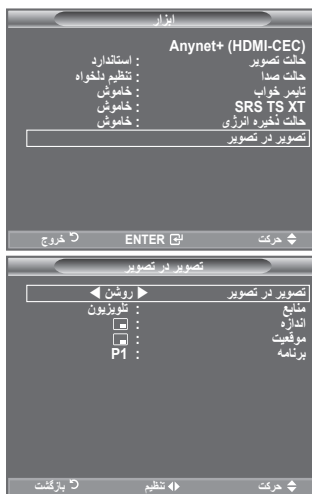 ابزار
Anynet+ (HDMI-CEC)
حالت تصویر : استاندارد
حالت صدا : تنظیم دلخواه
تایمر خواب : خاموش
SRS TS XT : خاموش
حالت ذخیره انرژی : خاموش
تصویر در تصویر
حرکت ENTER خروج
تصویر در تصویر
تصویر در تصویر ◀ روشن ▶
منابع : تلویزیون
اندازه :
موقعیت :
برنامه : P1
حرکت تنظیم بازگشت